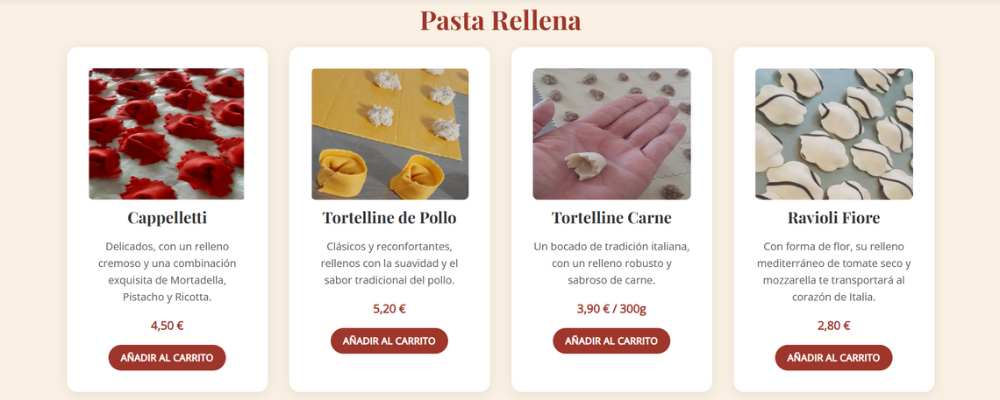 Pasta Rellena
Cappelletti
Delicados, con un relleno
cremoso y una combinación
exquisita de Mortadella,
Pistacho y Ricotta.
4,50 €
AÑADIR AL CARRITO
Tortelline de Pollo
Clásicos y reconfortantes,
rellenos con la suavidad y el
sabor tradicional del pollo.
5,20 €
AÑADIR AL CARRITO
Tortelline Carne
Un bocado de tradición italiana,
con un relleno robusto y
sabroso de carne.
3,90 € / 300g
AÑADIR AL CARRITO
Ravioli Fiore
Con forma de flor, su relleno
mediterráneo de tomate seco y
mozzarella te transportará al
corazón de Italia.
2,80 €
AÑADIR AL CARRITO